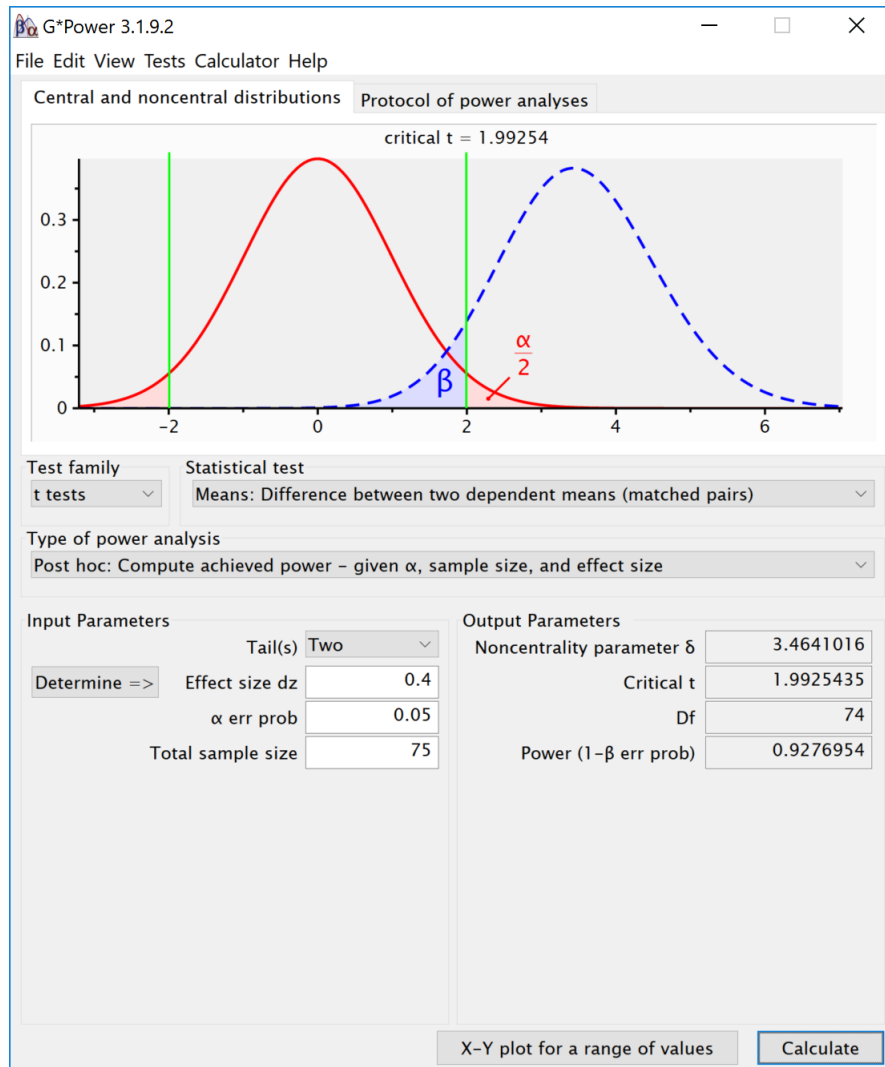 G*Power 3.1.9.2
File Edit View Tests Calculator Help
Central and noncentral distributions Protocol of power analyses
critical t = 1.99254
0.3
0.2
0.1
0
α
2
β
-2 0 2 4 6
Test family Statistical test
t tests Means: Difference between two dependent means (matched pairs)
Type of power analysis
Post hoc: Compute achieved power – given α, sample size, and effect size
Input Parameters Output Parameters
Tail(s) Two Noncentrality parameter δ 3.4641016
Determine => Effect size dz 0.4 Critical t 1.9925435
α err prob 0.05 Df 74
Total sample size 75 Power (1-β err prob) 0.9276954
X-Y plot for a range of values Calculate